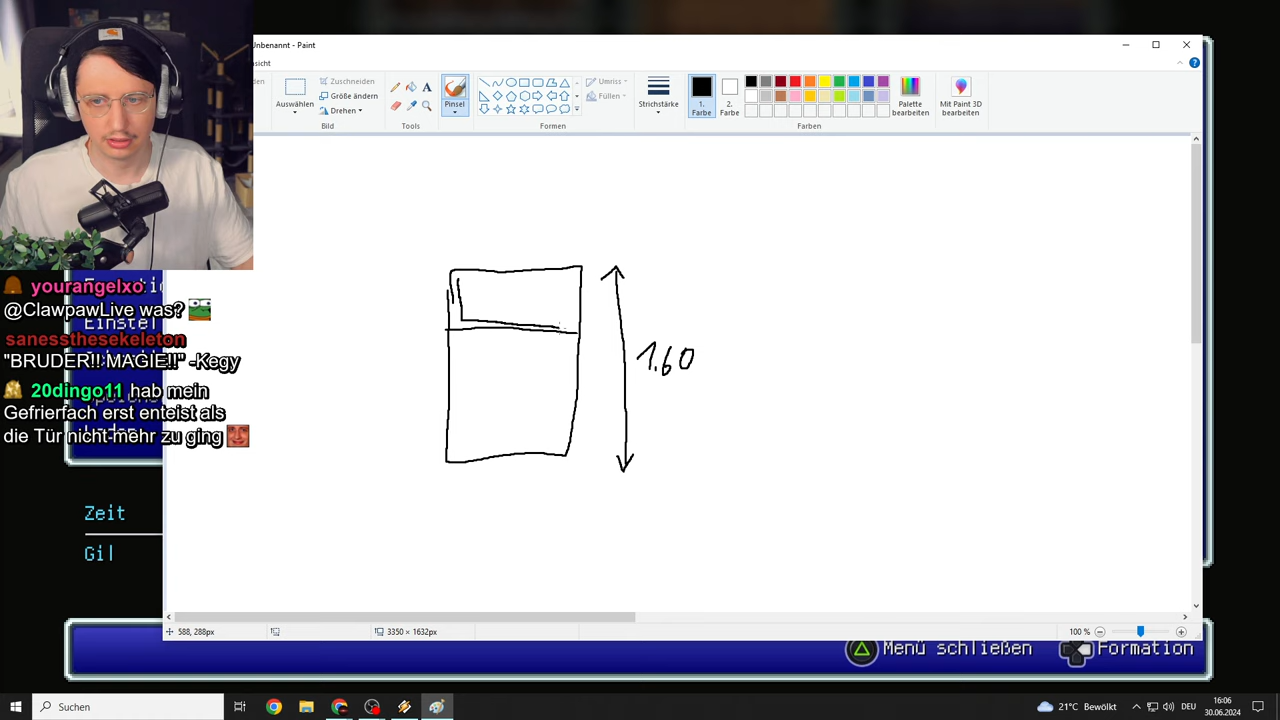 Unbenannt - Paint
sicht
Zuschneiden
Größe ändern
Drehen
Auswählen
Bild
Tools
Pinsel
Formen
Umriss
Füllen
Strichstärke
1.
Farbe
2.
Farbe
Palette
bearbeiten
Farben
Mit Paint 3D
bearbeiten
yourangelxo
@ClawpawLive was?
sanessthesekeleton
"BRUDER!! MAGIE!!" -Kegy
20dingo11 hab mein
Gefrierfach erst enteist als
die Tür nicht mehr zu ging
Einstel
1.60
Zeit
Gil
588, 288px
3350 × 1632px
100 %
Menü schließen
Formation
Suchen
21°C Bewölkt
DEU
16:06
30.06.2024